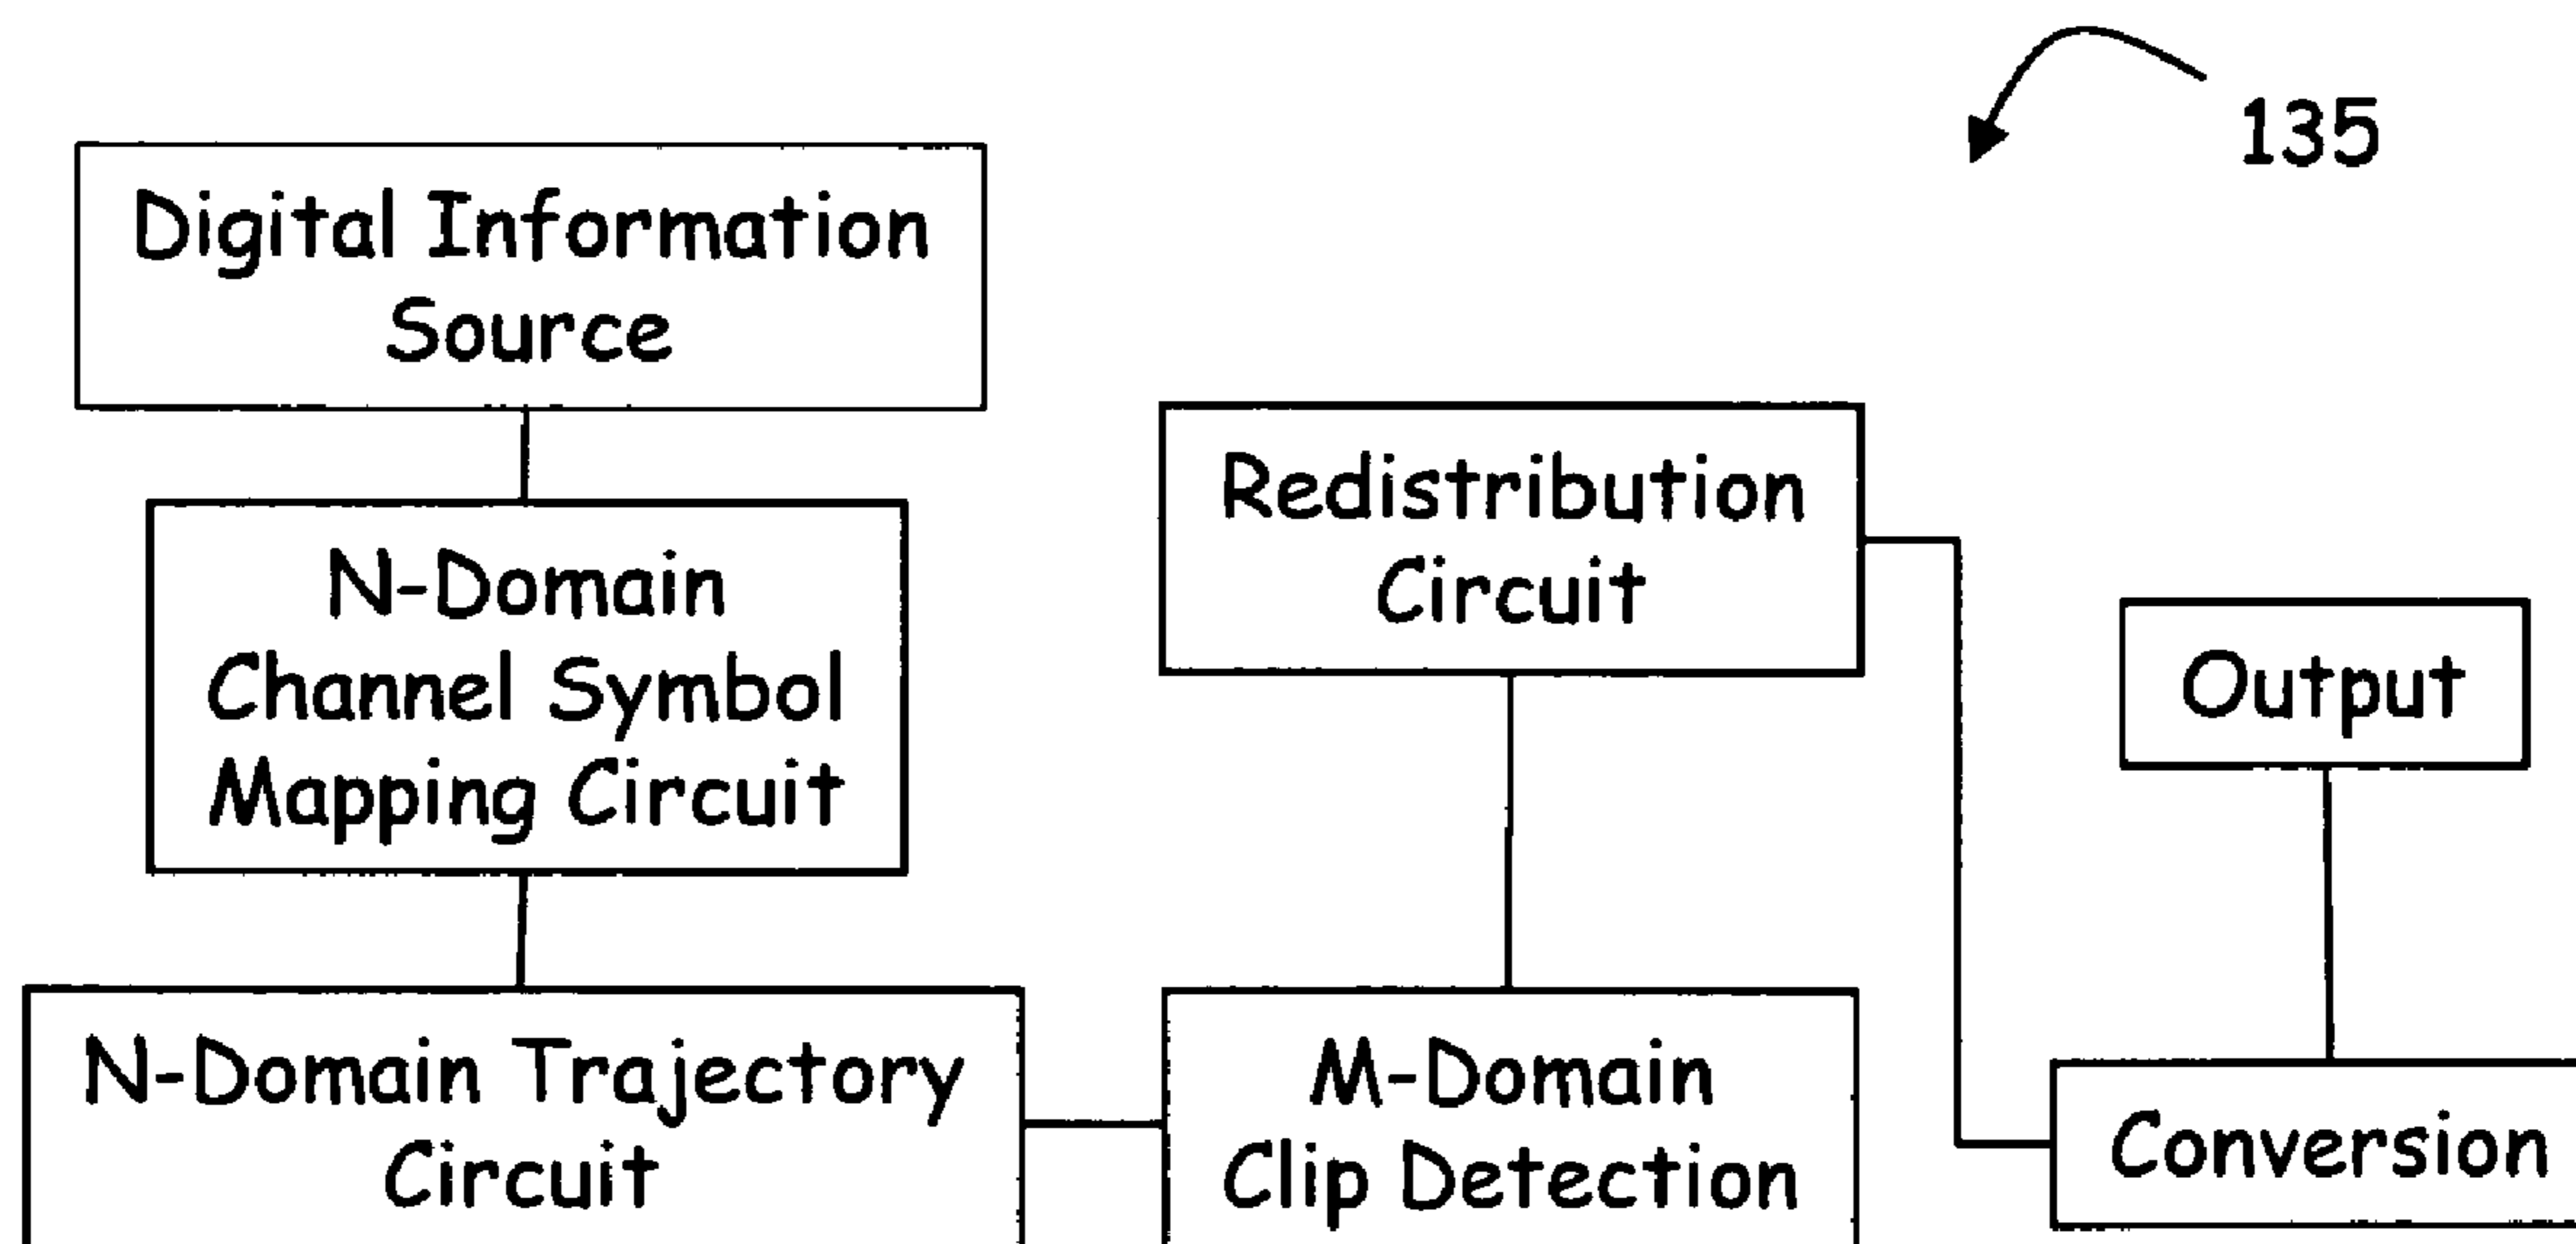 135
Digital Information
Source
N-Domain
Channel Symbol
Mapping Circuit
N-Domain Trajectory
Circuit
M-Domain
Clip Detection
Redistribution
Circuit
Conversion
Output